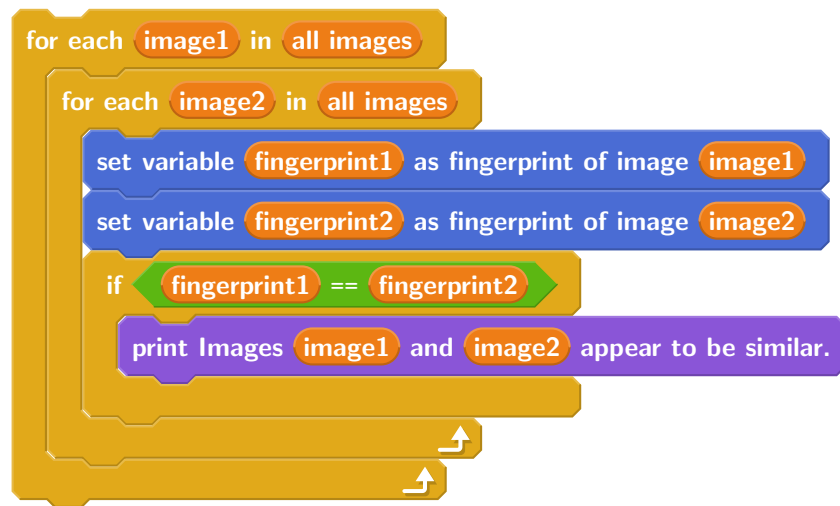 for each image1 in all images
for each image2 in all images
set variable fingerprint1 as fingerprint of image image1
set variable fingerprint2 as fingerprint of image image2
if fingerprint1 == fingerprint2
print Images image1 and image2 appear to be similar.